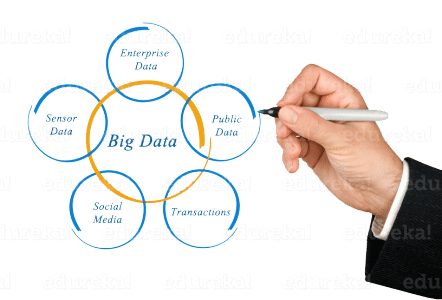 Enterprise
Data
Sensor
Data
Public
Data
Big Data
Social
Media
Transactions
edureka!